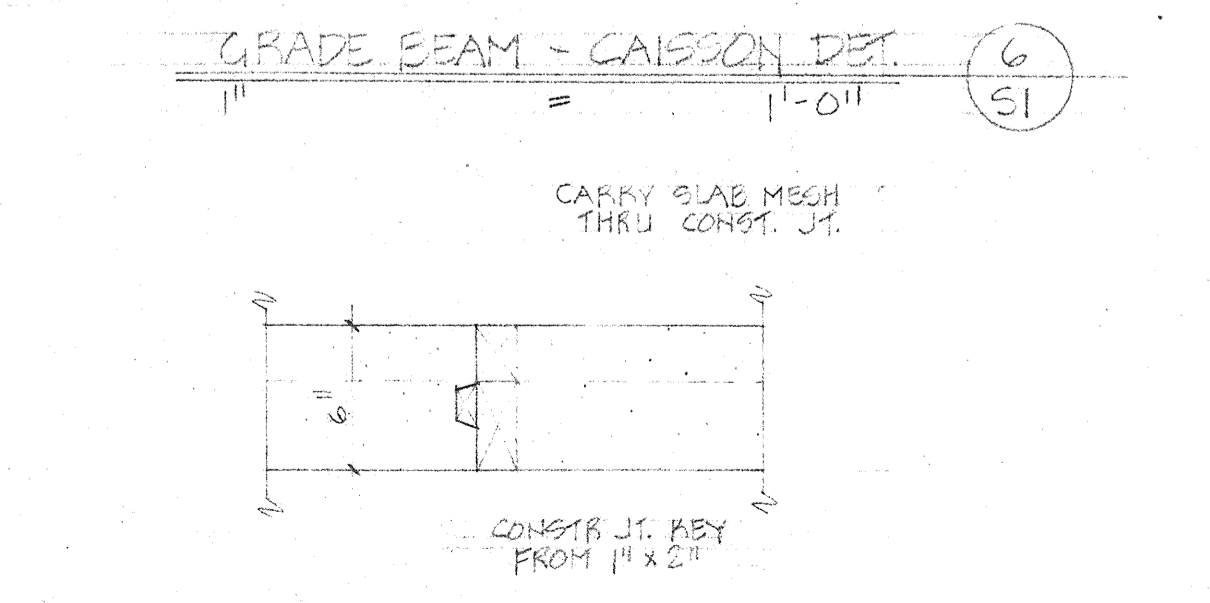 GRADE BEAM - CAISSON DET.
6
S1
1" = 1'-0"
CARRY SLAB MESH
THRU CONST. JT.
6"
CONSTR JT. KEY
FROM 1" x 2"